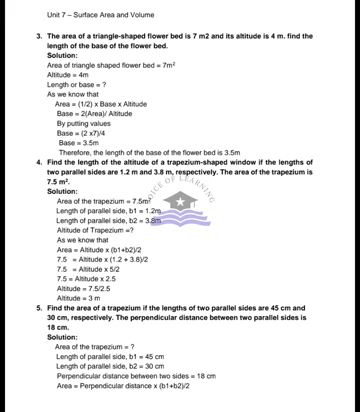 Unit 7 – Surface Area and Volume
3. The area of a triangle-shaped flower bed is 7 m2 and its altitude is 4 m. find the
length of the base of the flower bed.
Solution:
Area of triangle shaped flower bed = 7m²
Altitude = 4m
Length or base = ?
As we know that
Area = (1/2) x Base x Altitude
Base = 2(Area)/ Altitude
By putting values
Base = (2 x7)/4
Base = 3.5m
Therefore, the length of the base of the flower bed is 3.5m
4. Find the length of the altitude of a trapezium-shaped window if the lengths of
two parallel sides are 1.2 m and 3.8 m, respectively. The area of the trapezium is
7.5 m².
Solution:
Area of the trapezium = 7.5m²
Length of parallel side, b1 = 1.2m
Length of parallel side, b2 = 3.8m
Altitude of Trapezium =?
As we know that
Area = Altitude x (b1+b2)/2
7.5 = Altitude x (1.2 + 3.8)/2
7.5 = Altitude x 5/2
7.5 = Altitude x 2.5
Altitude = 7.5/2.5
Altitude = 3 m
5. Find the area of a trapezium if the lengths of two parallel sides are 45 cm and
30 cm, respectively. The perpendicular distance between two parallel sides is
18 cm.
Solution:
Area of the trapezium = ?
Length of parallel side, b1 = 45 cm
Length of parallel side, b2 = 30 cm
Perpendicular distance between two sides = 18 cm
Area = Perpendicular distance x (b1+b2)/2
OF LEARNING